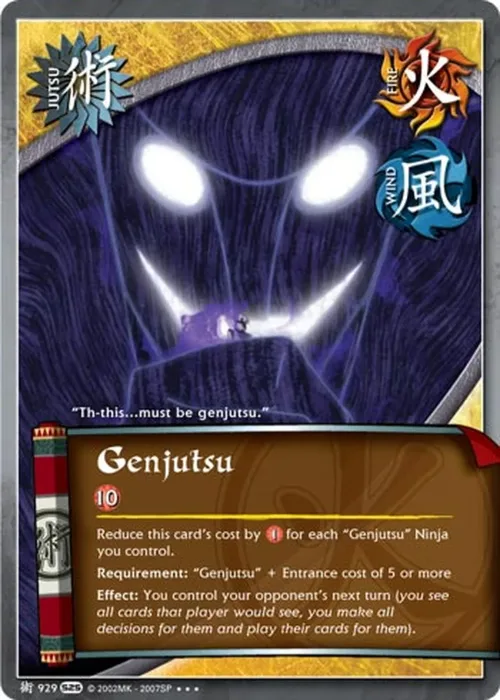 JUTSU 術
FIRE 火
WIND 風
"Th-this...must be genjutsu."
Genjutsu
10
Reduce this card's cost by 1 for each "Genjutsu" Ninja
you control.
Requirement: "Genjutsu" + Entrance cost of 5 or more
Effect: You control your opponent's next turn (you see
all cards that player would see, you make all
decisions for them and play their cards for them).
術
術 929 S26 © 2002MK - 2007SP